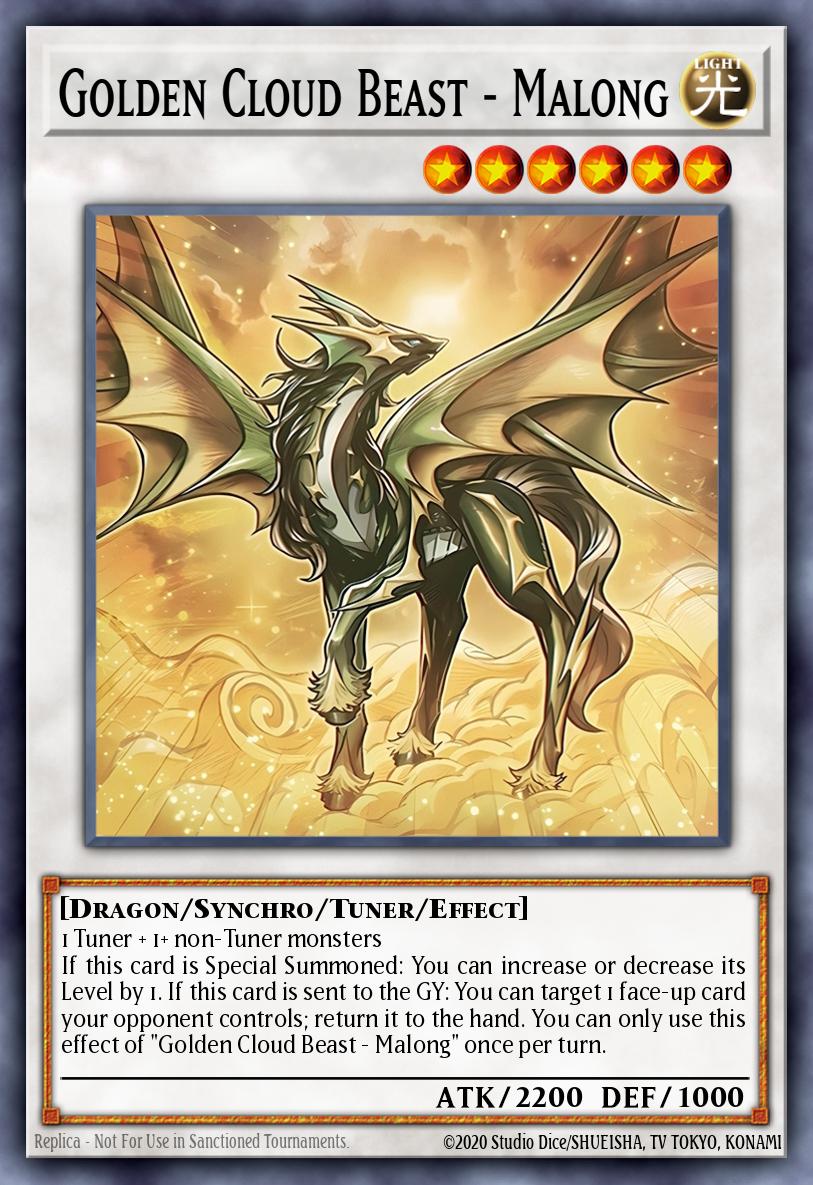 Golden Cloud Beast - Malong
LIGHT
光
[Dragon/Synchro/Tuner/Effect]
1 Tuner + 1+ non-Tuner monsters
If this card is Special Summoned: You can increase or decrease its
Level by 1. If this card is sent to the GY: You can target 1 face-up card
your opponent controls; return it to the hand. You can only use this
effect of "Golden Cloud Beast - Malong" once per turn.
ATK/2200 DEF/1000
Replica - Not For Use in Sanctioned Tournaments.
©2020 Studio Dice/SHUEISHA, TV TOKYO, KONAMI